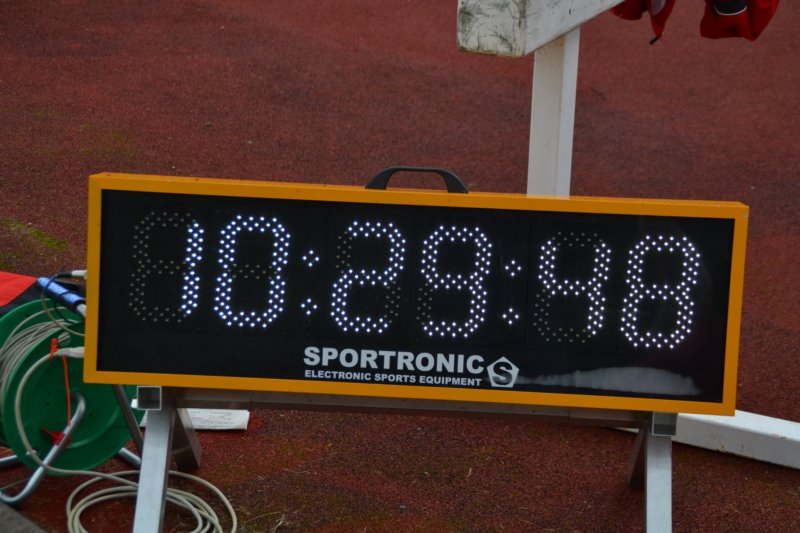 10:29:48
SPORTRONIC
ELECTRONIC SPORTS EQUIPMENT
S